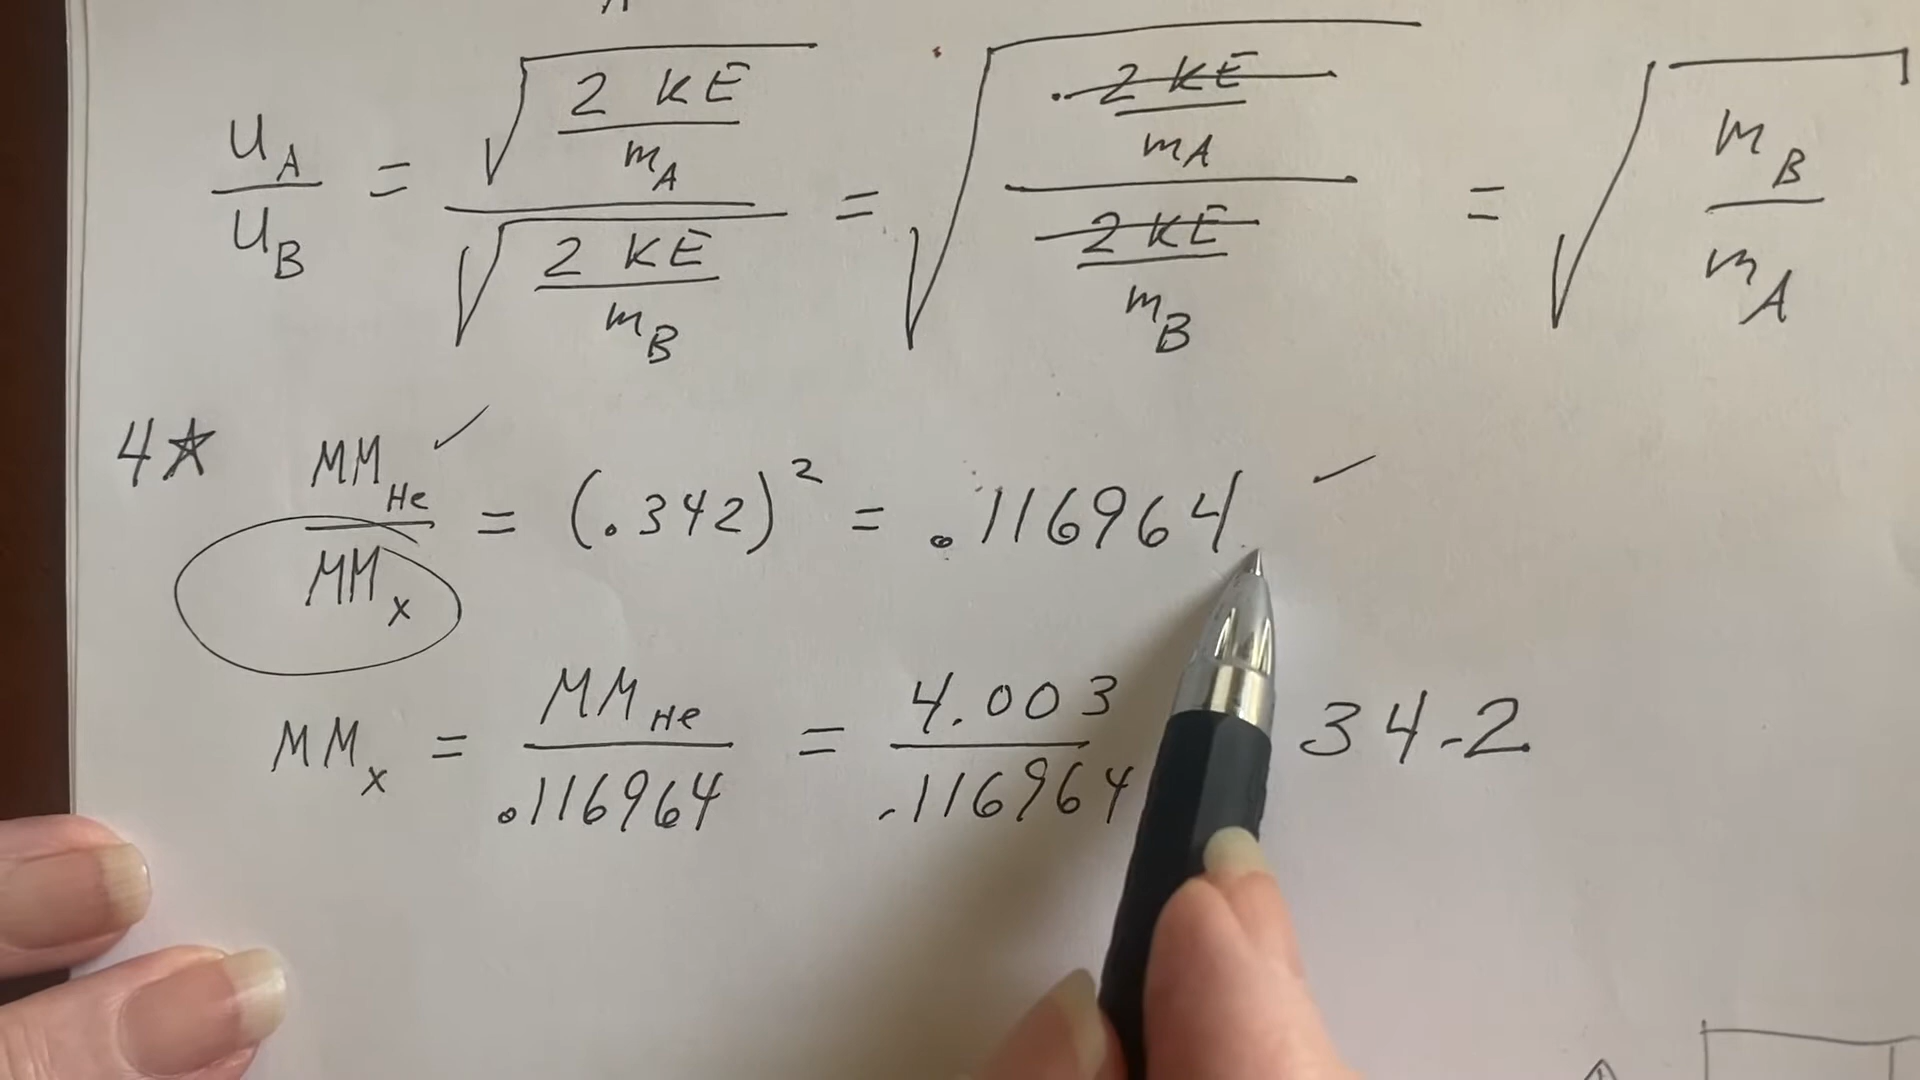 U_A / U_B = √(2 KE / m_A) / √(2 KE / m_B) = √((2 KE / m_A) / (2 KE / m_B)) = √(m_B / m_A)
4☆ MM_He / MM_x = (.342)² = .116964
MM_x = MM_He / .116964 = 4.003 / .116964 34.2